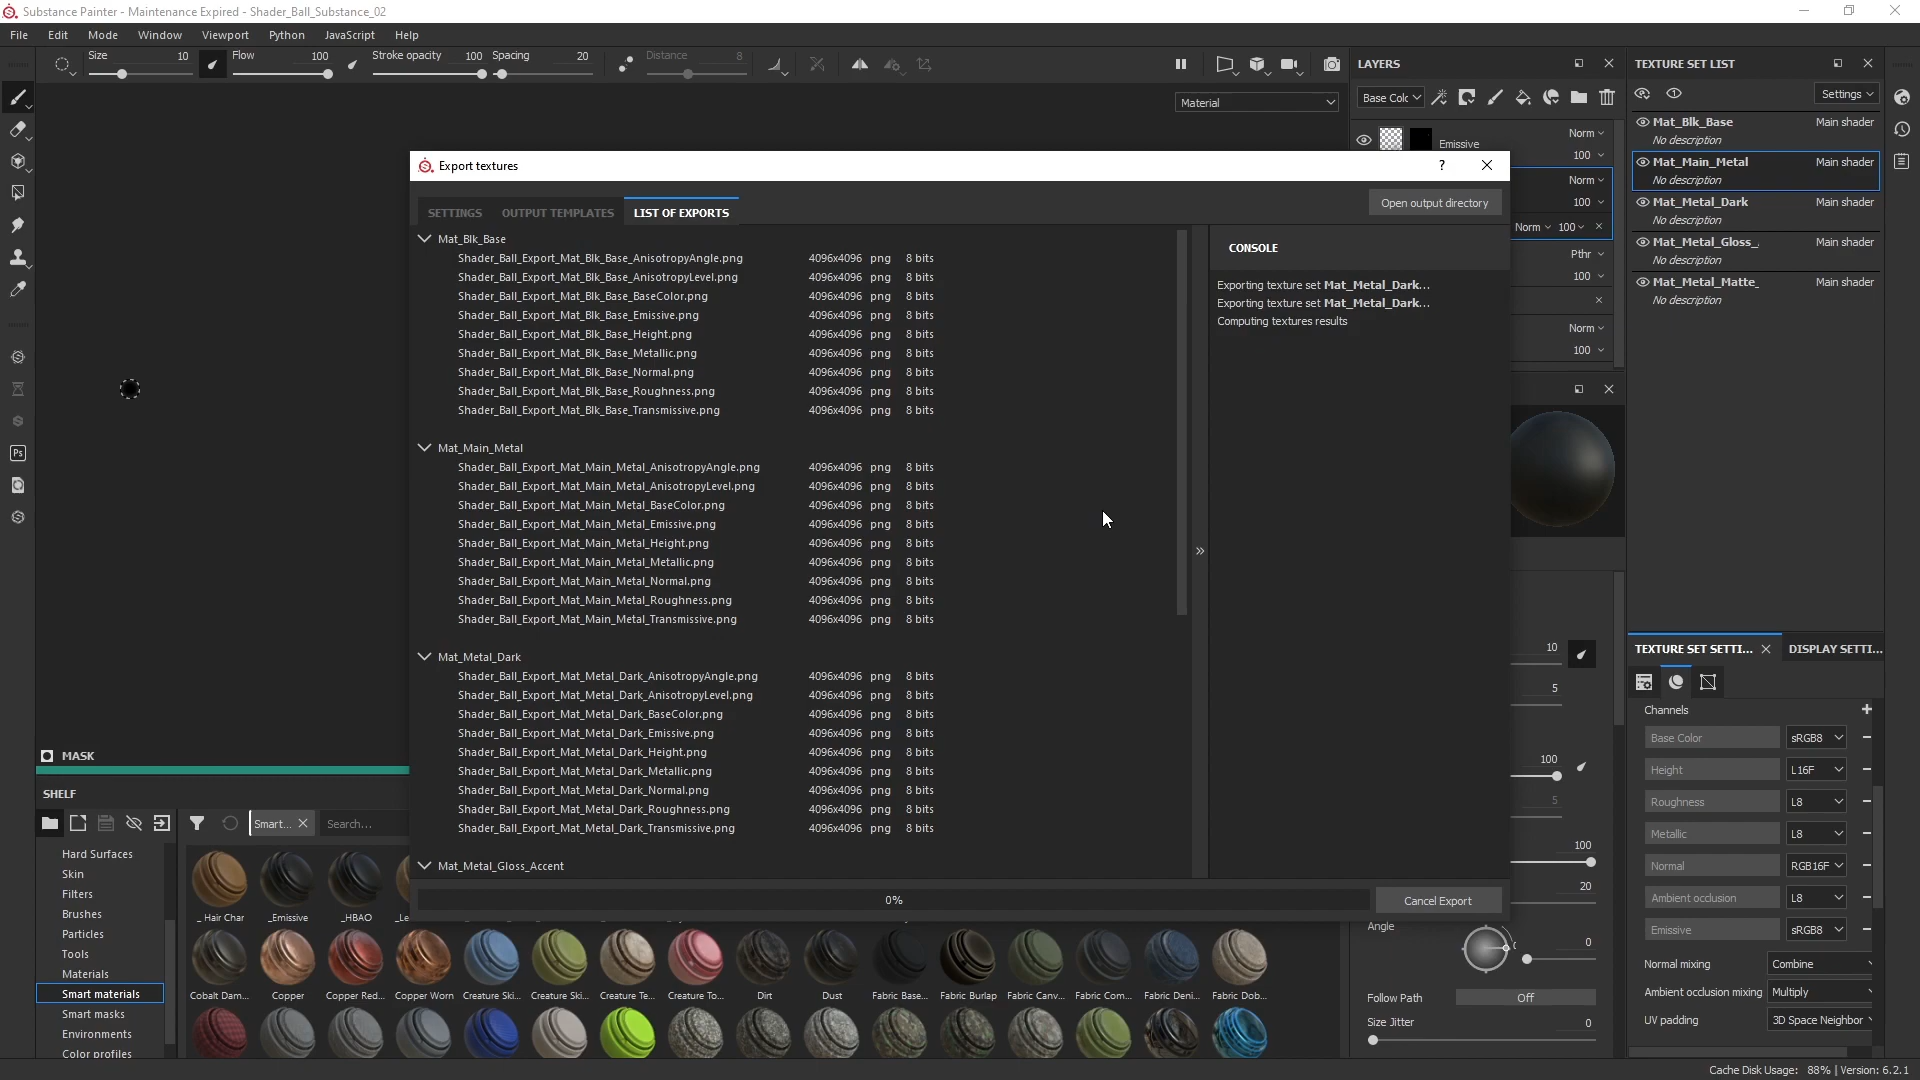 Substance Painter - Maintenance Expired - Shader_Ball_Substance_02
File Edit Mode Window Viewport Python JavaScript Help
Size 10 Flow 100 Stroke opacity 100 Spacing 20 Distance 8
Material
LAYERS
Base Colc
Norm
100
Emissive
Norm
100
Norm 100
Pthr
100
Norm
100
TEXTURE SET LIST
Settings
Mat_Blk_Base Main shader
No description
Mat_Main_Metal Main shader
No description
Mat_Metal_Dark Main shader
No description
Mat_Metal_Gloss_ Main shader
No description
Mat_Metal_Matte_ Main shader
No description
Export textures
?
SETTINGS OUTPUT TEMPLATES LIST OF EXPORTS
Open output directory
Mat_Blk_Base
Shader_Ball_Export_Mat_Blk_Base_AnisotropyAngle.png 4096x4096 png 8 bits
Shader_Ball_Export_Mat_Blk_Base_AnisotropyLevel.png 4096x4096 png 8 bits
Shader_Ball_Export_Mat_Blk_Base_BaseColor.png 4096x4096 png 8 bits
Shader_Ball_Export_Mat_Blk_Base_Emissive.png 4096x4096 png 8 bits
Shader_Ball_Export_Mat_Blk_Base_Height.png 4096x4096 png 8 bits
Shader_Ball_Export_Mat_Blk_Base_Metallic.png 4096x4096 png 8 bits
Shader_Ball_Export_Mat_Blk_Base_Normal.png 4096x4096 png 8 bits
Shader_Ball_Export_Mat_Blk_Base_Roughness.png 4096x4096 png 8 bits
Shader_Ball_Export_Mat_Blk_Base_Transmissive.png 4096x4096 png 8 bits
Mat_Main_Metal
Shader_Ball_Export_Mat_Main_Metal_AnisotropyAngle.png 4096x4096 png 8 bits
Shader_Ball_Export_Mat_Main_Metal_AnisotropyLevel.png 4096x4096 png 8 bits
Shader_Ball_Export_Mat_Main_Metal_BaseColor.png 4096x4096 png 8 bits
Shader_Ball_Export_Mat_Main_Metal_Emissive.png 4096x4096 png 8 bits
Shader_Ball_Export_Mat_Main_Metal_Height.png 4096x4096 png 8 bits
Shader_Ball_Export_Mat_Main_Metal_Metallic.png 4096x4096 png 8 bits
Shader_Ball_Export_Mat_Main_Metal_Normal.png 4096x4096 png 8 bits
Shader_Ball_Export_Mat_Main_Metal_Roughness.png 4096x4096 png 8 bits
Shader_Ball_Export_Mat_Main_Metal_Transmissive.png 4096x4096 png 8 bits
Mat_Metal_Dark
Shader_Ball_Export_Mat_Metal_Dark_AnisotropyAngle.png 4096x4096 png 8 bits
Shader_Ball_Export_Mat_Metal_Dark_AnisotropyLevel.png 4096x4096 png 8 bits
Shader_Ball_Export_Mat_Metal_Dark_BaseColor.png 4096x4096 png 8 bits
Shader_Ball_Export_Mat_Metal_Dark_Emissive.png 4096x4096 png 8 bits
Shader_Ball_Export_Mat_Metal_Dark_Height.png 4096x4096 png 8 bits
Shader_Ball_Export_Mat_Metal_Dark_Metallic.png 4096x4096 png 8 bits
Shader_Ball_Export_Mat_Metal_Dark_Normal.png 4096x4096 png 8 bits
Shader_Ball_Export_Mat_Metal_Dark_Roughness.png 4096x4096 png 8 bits
Shader_Ball_Export_Mat_Metal_Dark_Transmissive.png 4096x4096 png 8 bits
Mat_Metal_Gloss_Accent
CONSOLE
Exporting texture set Mat_Metal_Dark...
Exporting texture set Mat_Metal_Dark...
Computing textures results
0%
Cancel Export
Ps
MASK
SHELF
Smart... Search...
Hard Surfaces
Skin
Filters
Brushes
Particles
Tools
Materials
Smart materials
Smart masks
Environments
Color profiles
_ Hair Char _Emissive _HBAO
Cobalt Dam... Copper Copper Red... Copper Worn Creature Ski... Creature Ski... Creature Te... Creature To... Dirt Dust Fabric Base... Fabric Burlap Fabric Canv... Fabric Com... Fabric Deni... Fabric Dob...
10
5
100
5
100
20
Angle 0
Follow Path Off
Size Jitter 0
TEXTURE SET SETTI... DISPLAY SETTI...
Channels
Base Color sRGB8
Height L16F
Roughness L8
Metallic L8
Normal RGB16F
Ambient occlusion L8
Emissive sRGB8
Normal mixing Combine
Ambient occlusion mixing Multiply
UV padding 3D Space Neighbor
Cache Disk Usage: 88% | Version: 6.2.1